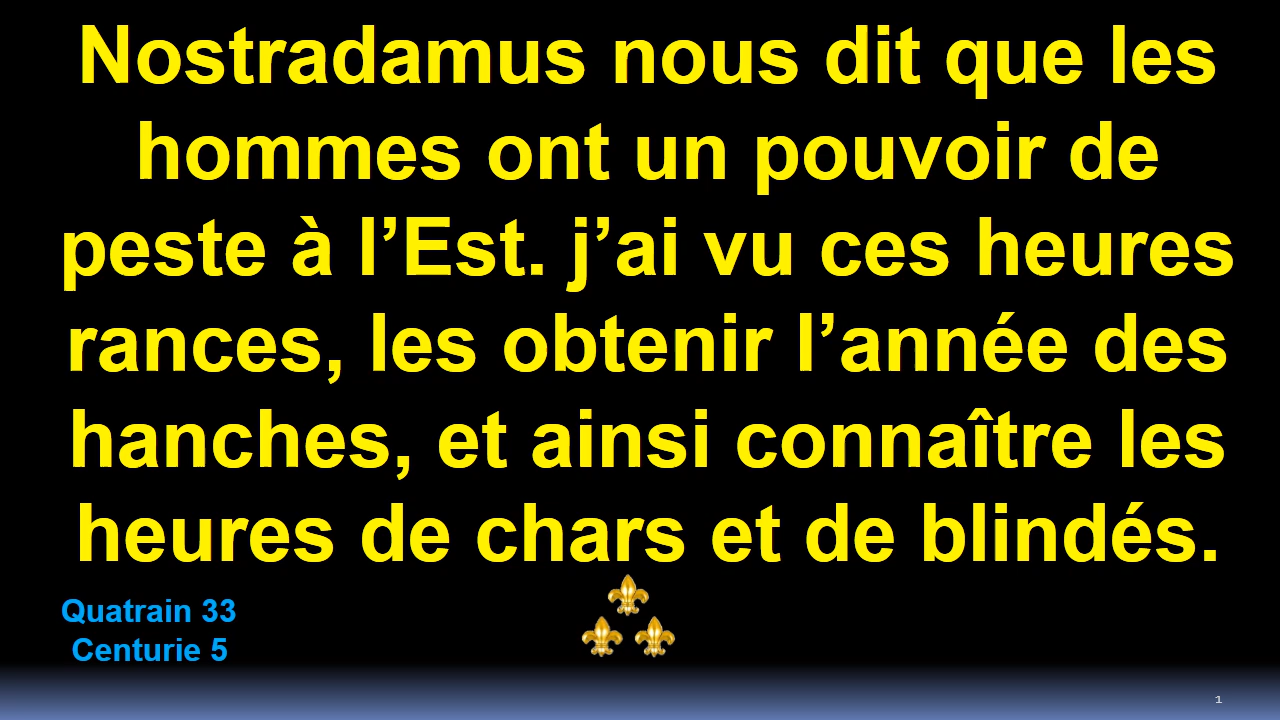 Nostradamus nous dit que les
hommes ont un pouvoir de
peste à l’Est. j’ai vu ces heures
rances, les obtenir l’année des
hanches, et ainsi connaître les
heures de chars et de blindés.
Quatrain 33
Centurie 5
1